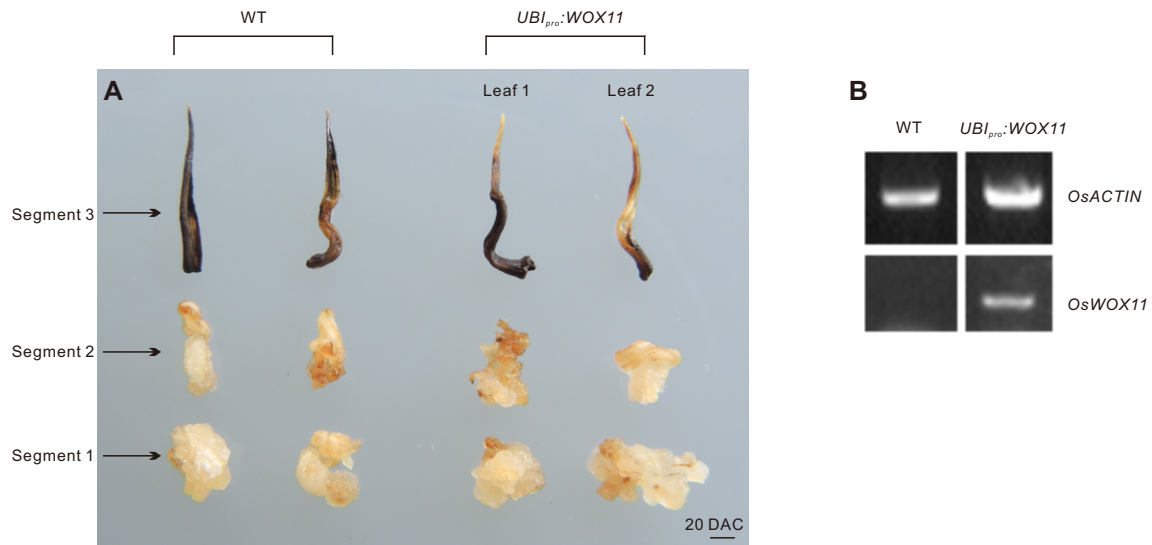 WT
UBIpro:WOX11
A
Leaf 1
Leaf 2
Segment 3
Segment 2
Segment 1
20 DAC
B
WT
UBIpro:WOX11
OsACTIN
OsWOX11